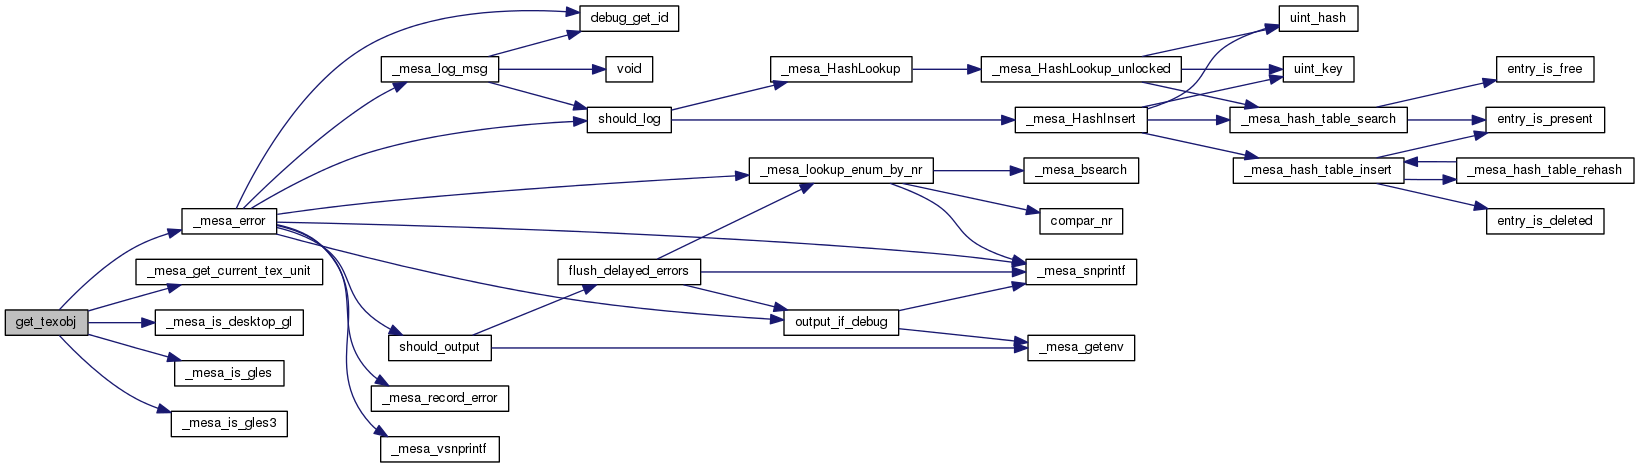 debug_get_id
uint_hash
_mesa_log_msg
void
_mesa_HashLookup
_mesa_HashLookup_unlocked
uint_key
entry_is_free
should_log
_mesa_HashInsert
_mesa_hash_table_search
entry_is_present
_mesa_lookup_enum_by_nr
_mesa_bsearch
_mesa_hash_table_insert
_mesa_hash_table_rehash
_mesa_error
compar_nr
entry_is_deleted
_mesa_get_current_tex_unit
flush_delayed_errors
_mesa_snprintf
get_texobj
_mesa_is_desktop_gl
output_if_debug
should_output
_mesa_getenv
_mesa_is_gles
_mesa_record_error
_mesa_is_gles3
_mesa_vsnprintf